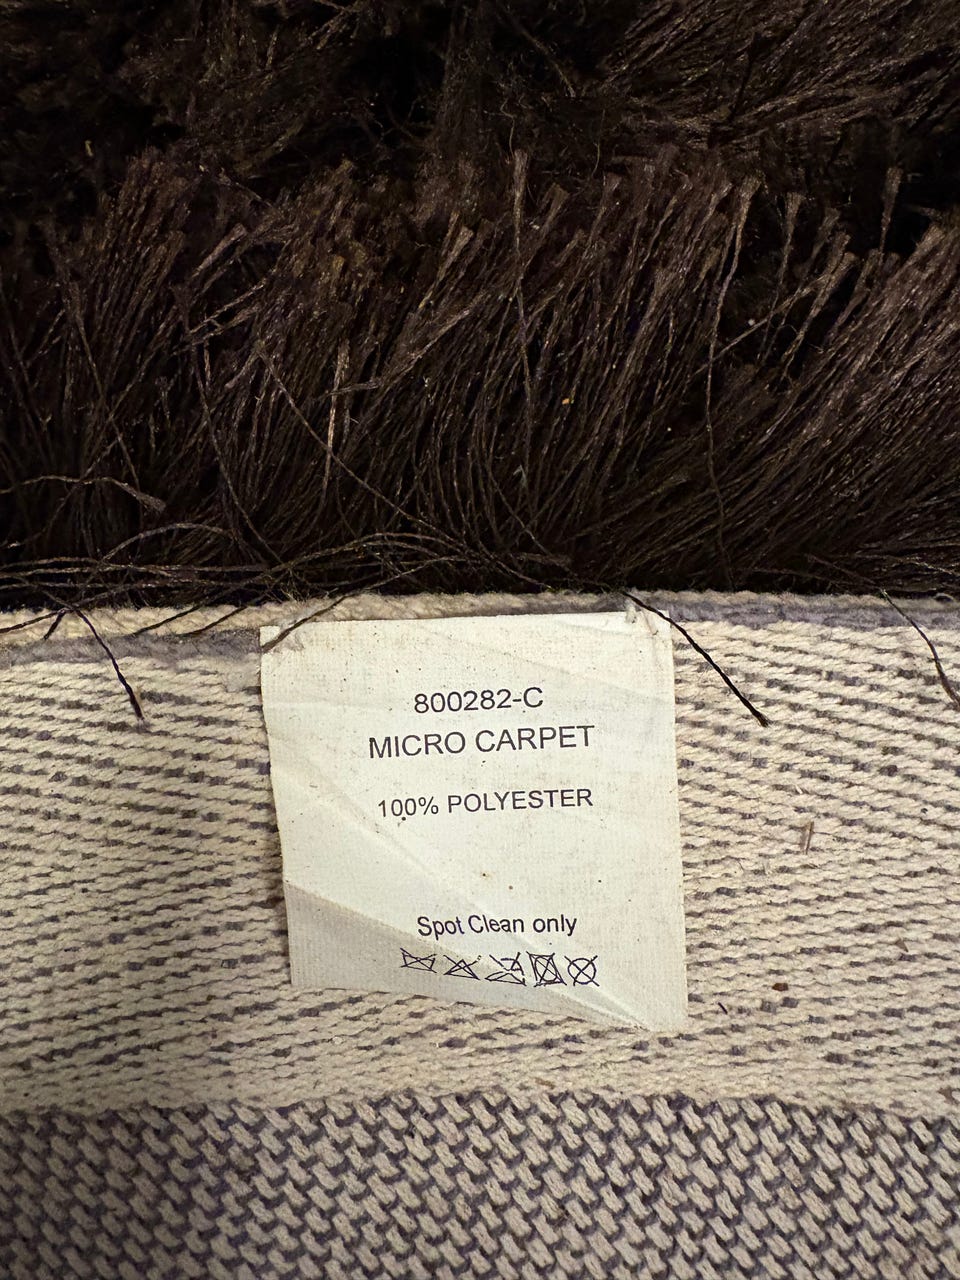 800282-C
MICRO CARPET
100% POLYESTER
Spot Clean only